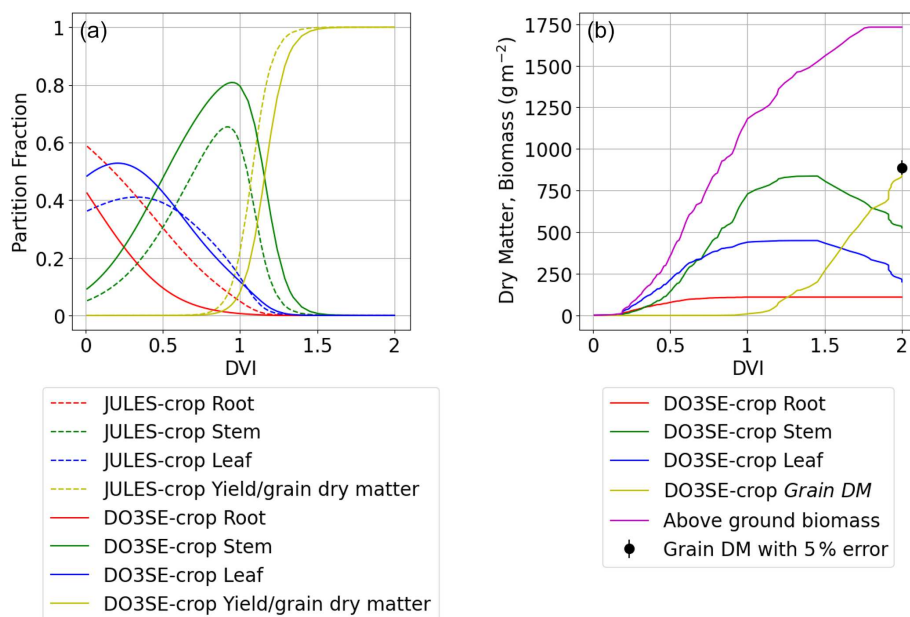 (a)
1
0.8
0.6
0.4
0.2
0
Partition Fraction
0 0.5 1 1.5 2
DVI
JULES-crop Root
JULES-crop Stem
JULES-crop Leaf
JULES-crop Yield/grain dry matter
DO3SE-crop Root
DO3SE-crop Stem
DO3SE-crop Leaf
DO3SE-crop Yield/grain dry matter
(b)
1750
1500
1250
1000
750
500
250
0
Dry Matter, Biomass (gm⁻²)
0 0.5 1 1.5 2
DVI
DO3SE-crop Root
DO3SE-crop Stem
DO3SE-crop Leaf
DO3SE-crop Grain DM
Above ground biomass
Grain DM with 5 % error